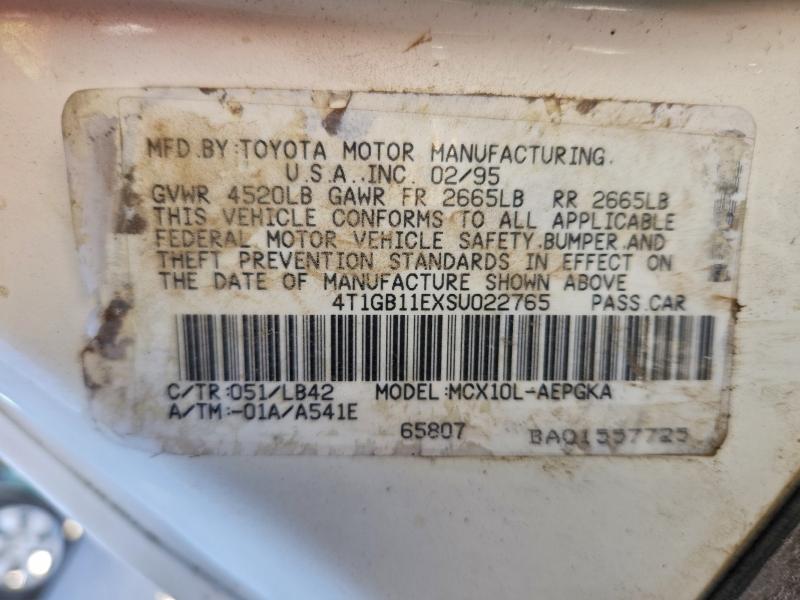 MFD.BY:TOYOTA MOTOR MANUFACTURING.
U.S.A.,INC. 02/95
GVWR 4520LB GAWR FR 2665LB RR 2665LB
THIS VEHICLE CONFORMS TO ALL APPLICABLE
FEDERAL MOTOR VEHICLE SAFETY.BUMPER.AND
THEFT PREVENTION STANDARDS IN EFFECT ON
THE DATE OF MANUFACTURE SHOWN ABOVE
4T1GB11EXSU022765 PASS.CAR
C/TR:051/LB42 MODEL:MCX10L-AEPGKA
A/TM:-01A/A541E
65807 BAQ1557725